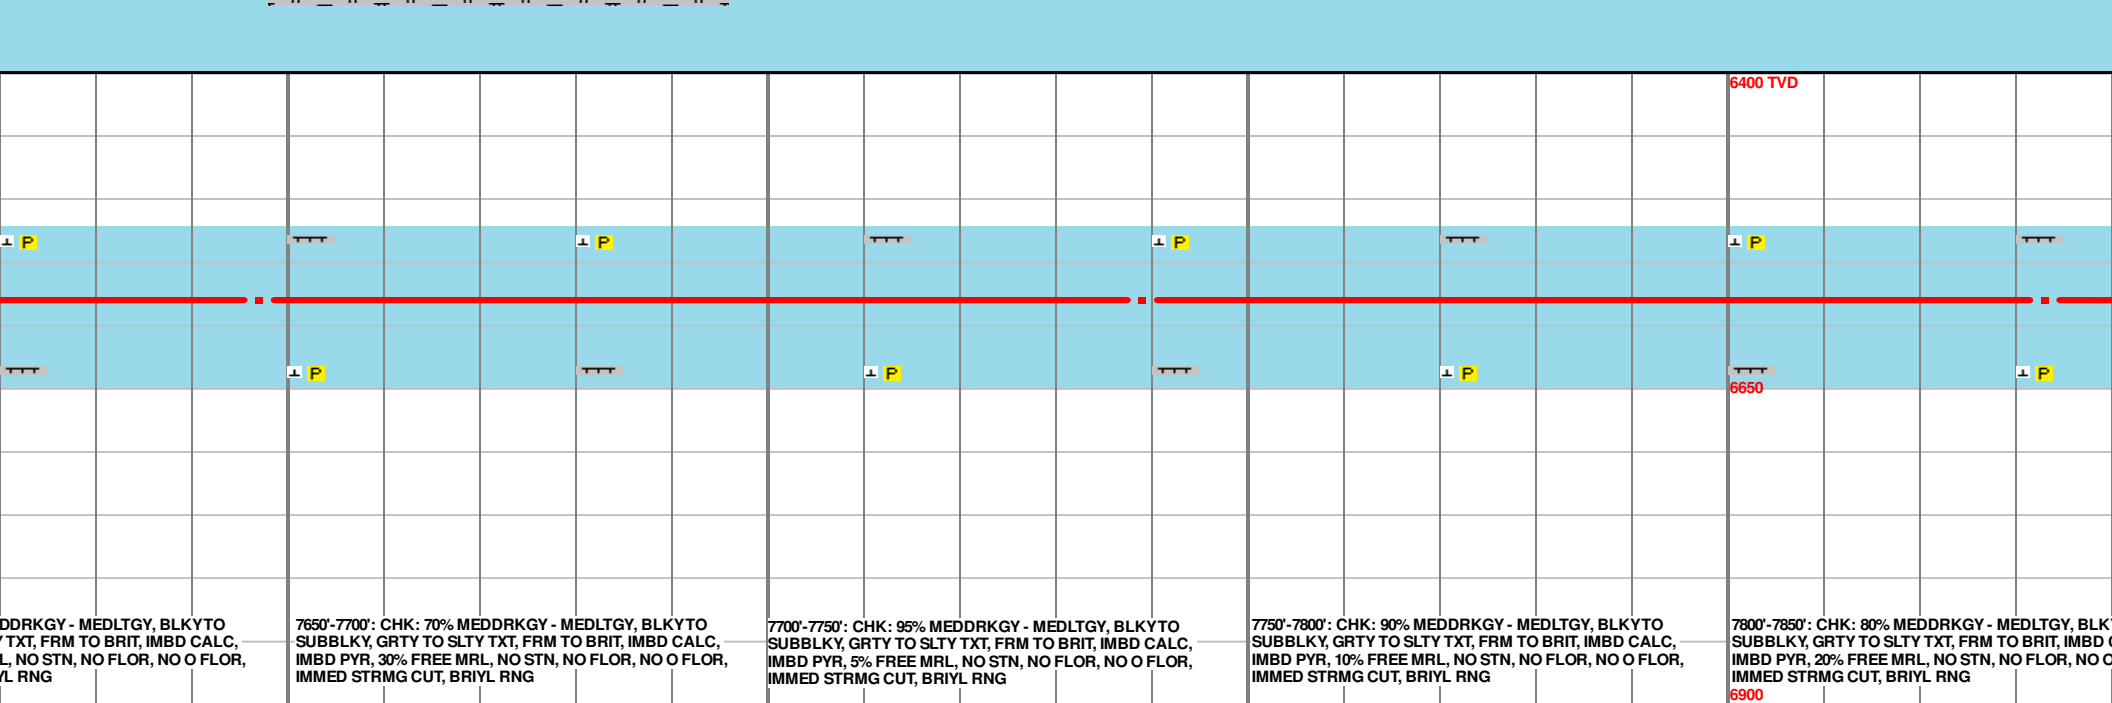 6400 TVD
P P P P
P P P P
6650
DDRKGY - MEDLTGY, BLKYTO
TXT, FRM TO BRIT, IMBD CALC,
L, NO STN, NO FLOR, NO O FLOR,
YL RNG
7650'-7700': CHK: 70% MEDDRKGY - MEDLTGY, BLKYTO
SUBBLKY, GRTY TO SLTY TXT, FRM TO BRIT, IMBD CALC,
IMBD PYR, 30% FREE MRL, NO STN, NO FLOR, NO O FLOR,
IMMED STRMG CUT, BRIYL RNG
7700'-7750': CHK: 95% MEDDRKGY - MEDLTGY, BLKYTO
SUBBLKY, GRTY TO SLTY TXT, FRM TO BRIT, IMBD CALC,
IMBD PYR, 5% FREE MRL, NO STN, NO FLOR, NO O FLOR,
IMMED STRMG CUT, BRIYL RNG
7750'-7800': CHK: 90% MEDDRKGY - MEDLTGY, BLKYTO
SUBBLKY, GRTY TO SLTY TXT, FRM TO BRIT, IMBD CALC,
IMBD PYR, 10% FREE MRL, NO STN, NO FLOR, NO O FLOR,
IMMED STRMG CUT, BRIYL RNG
7800'-7850': CHK: 80% MEDDRKGY - MEDLTGY, BLK
SUBBLKY, GRTY TO SLTY TXT, FRM TO BRIT, IMBD
IMBD PYR, 20% FREE MRL, NO STN, NO FLOR, NO O
IMMED STRMG CUT, BRIYL RNG
6900